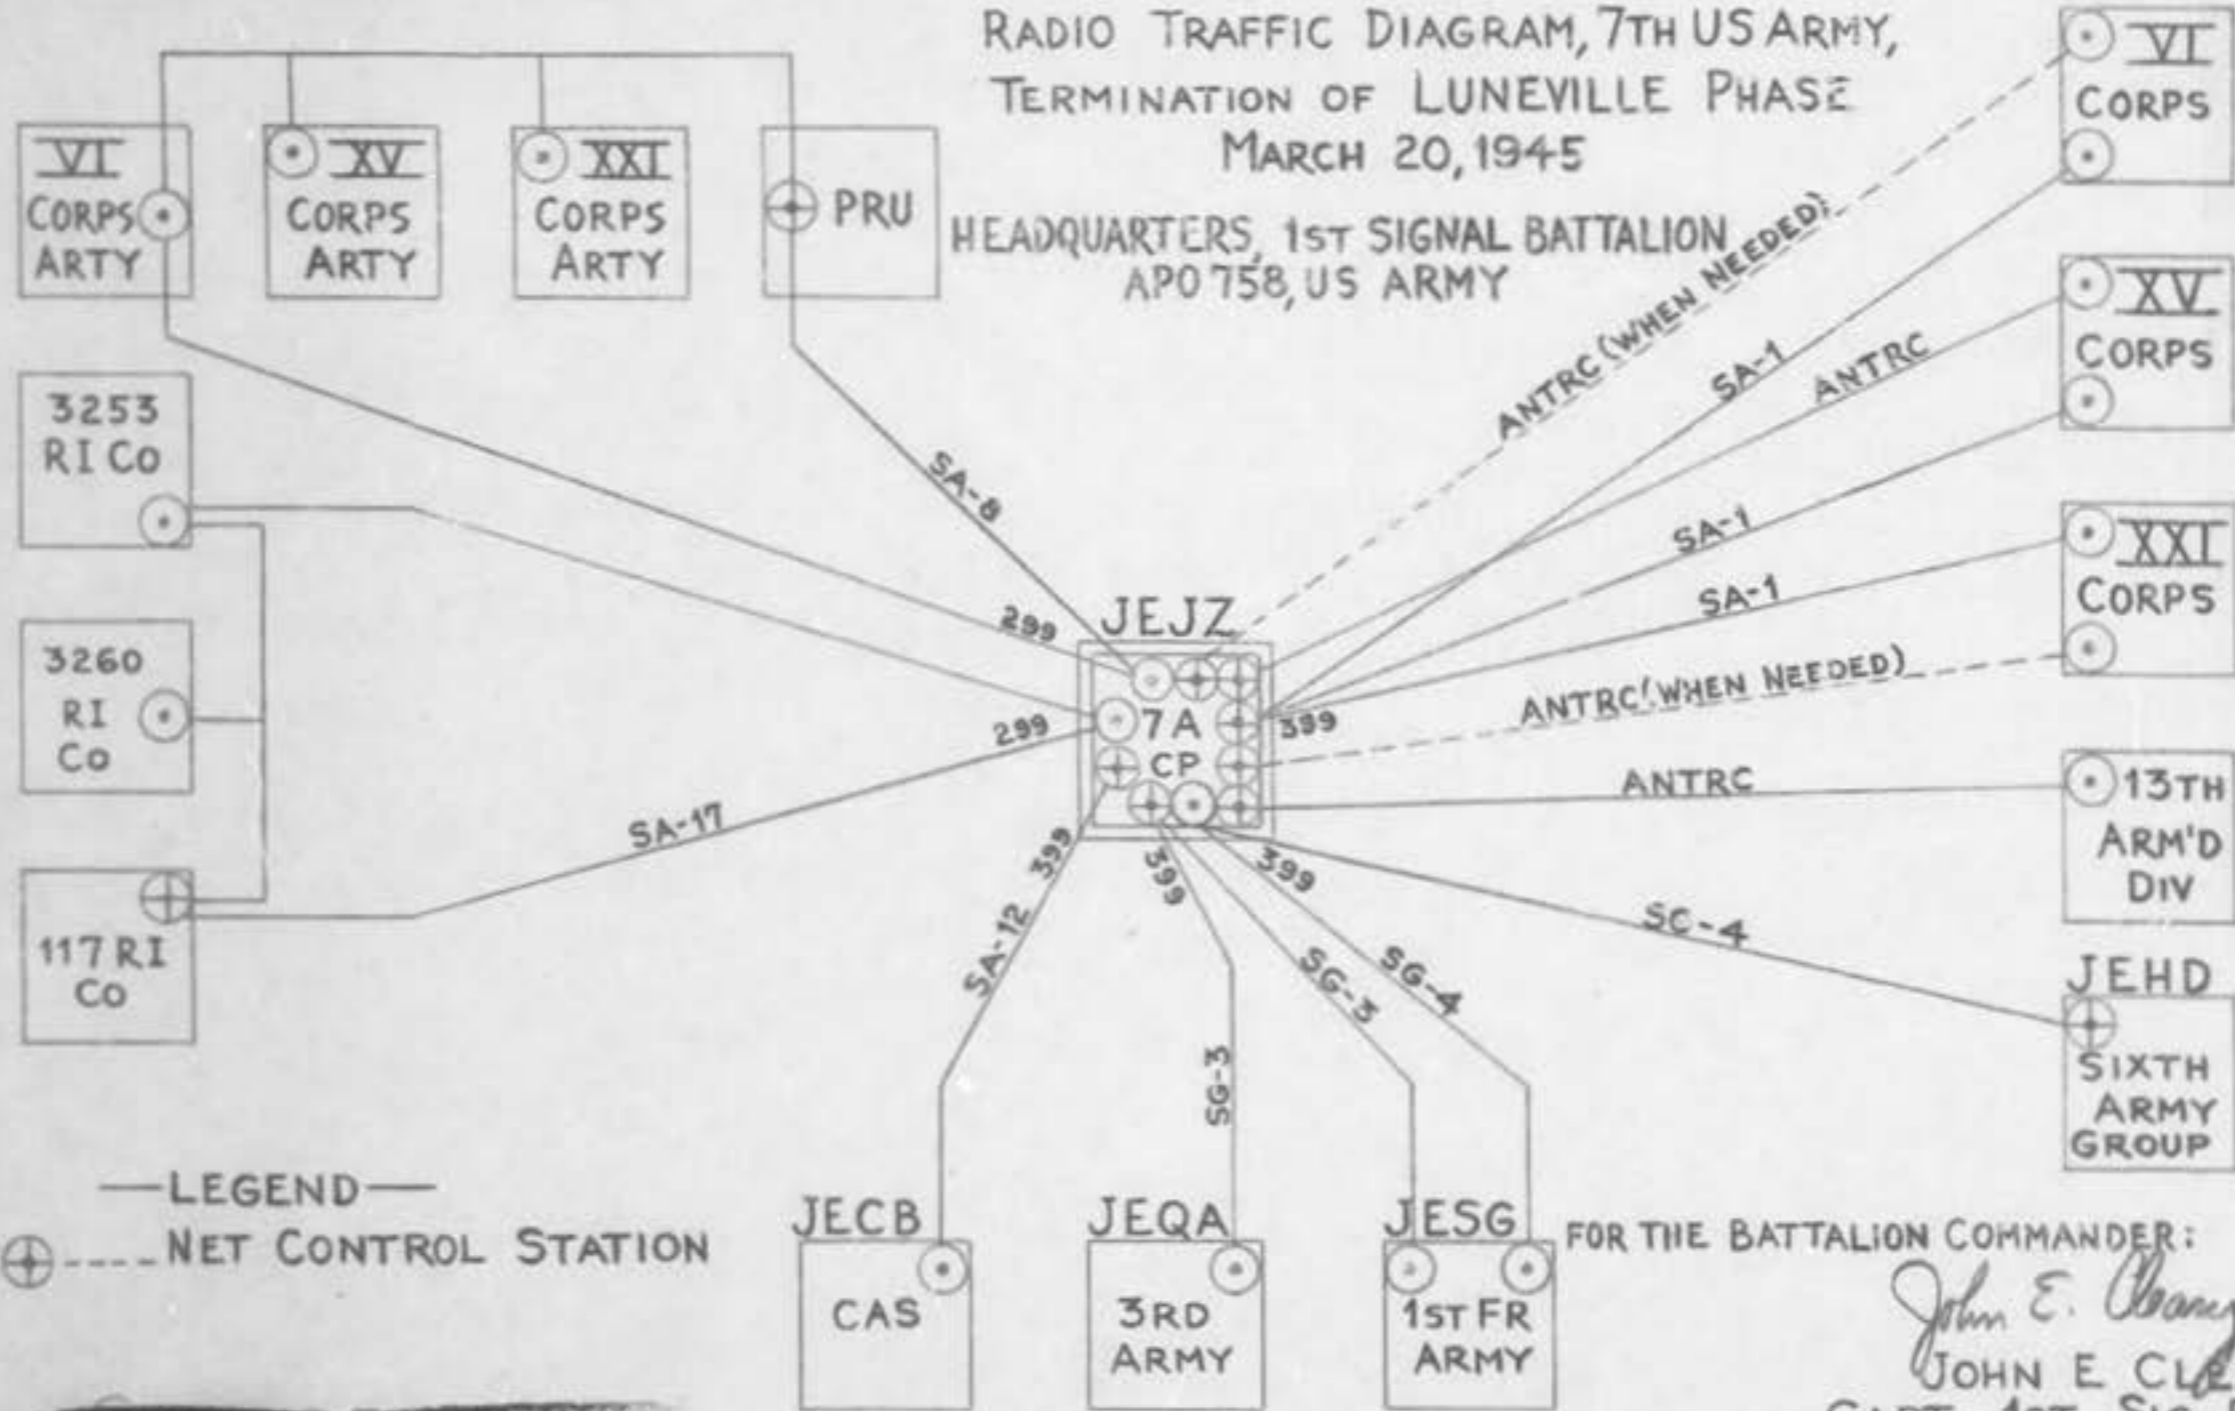 RADIO TRAFFIC DIAGRAM, 7TH US ARMY,
TERMINATION OF LUNEVILLE PHASE
MARCH 20, 1945
HEADQUARTERS, 1ST SIGNAL BATTALION
APO 758, US ARMY
VI
CORPS
ARTY
XV
CORPS
ARTY
XXI
CORPS
ARTY
PRU
VI
CORPS
XV
CORPS
XXI
CORPS
13TH
ARM'D
DIV
JEHD
SIXTH
ARMY
GROUP
3253
RI CO
3260
RI
CO
117 RI
CO
ANTRC (WHEN NEEDED)
SA-1
ANTRC
SA-1
SA-1
ANTRC (WHEN NEEDED)
ANTRC
SC-4
SA-8
299
299
SA-17
JEJZ
7A
CP
399
399
399
399
SA-12
SG-3
SG-3
SG-4
JECB
CAS
JEQA
3RD
ARMY
JESG
1ST FR
ARMY
—LEGEND—
----NET CONTROL STATION
FOR THE BATTALION COMMANDER:
John E.
JOHN E
CAPT 1ST SIG